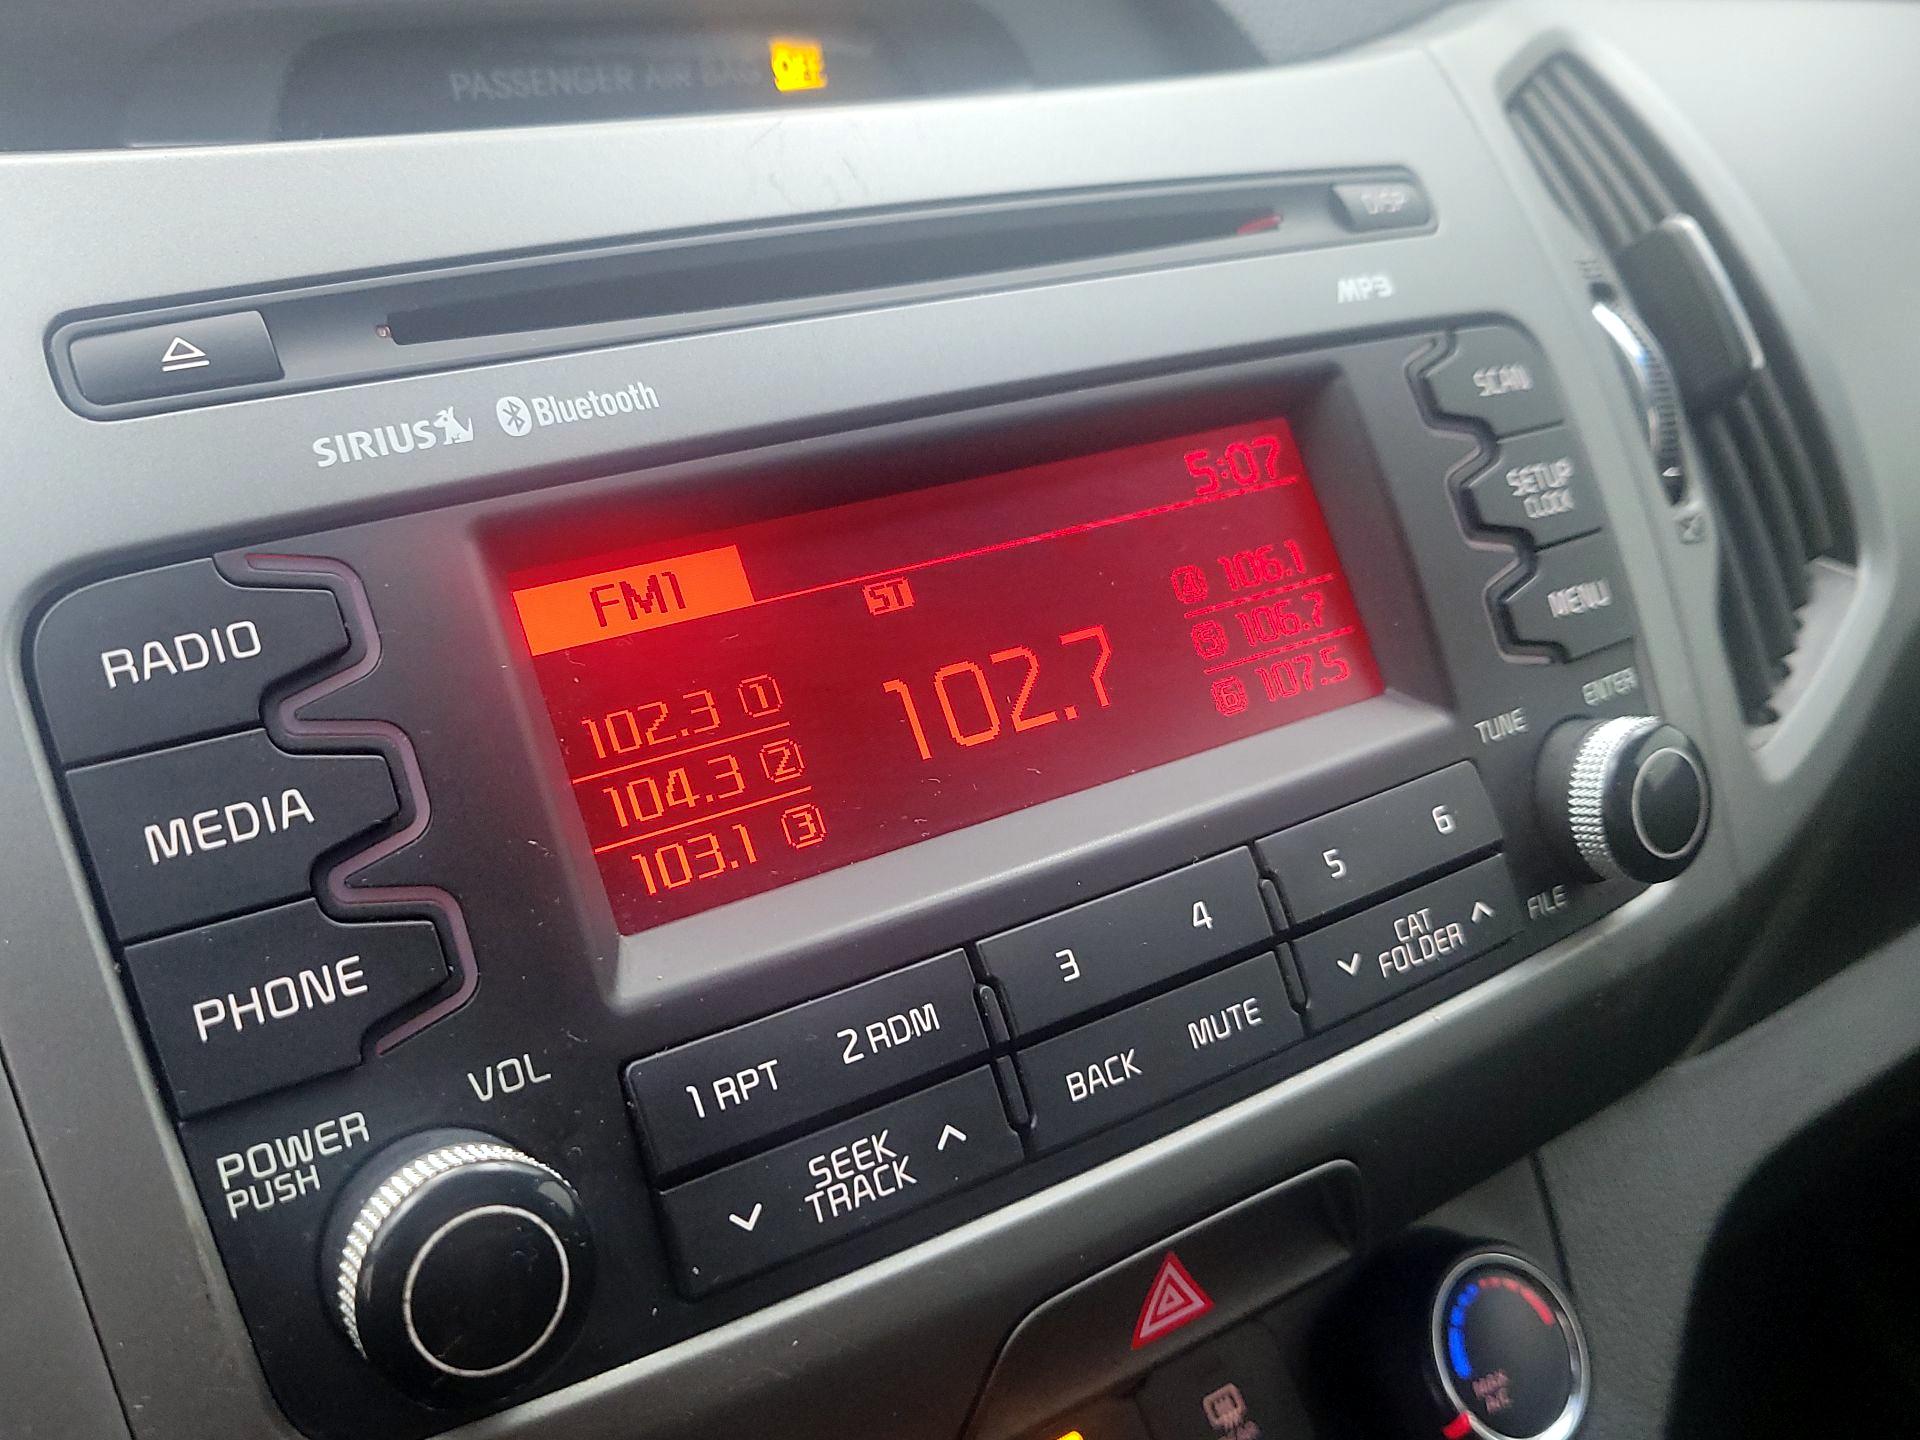 PASSENGER AIR BAG OFF
DISP
MP3
SIRIUS
Bluetooth
SCAN
SETUP
CLOCK
MENU
ENTER
TUNE
FILE
5:07
FM1
ST
102.3 1
104.3 2
103.1 3
102.7
4 106.1
5 106.7
6 107.5
RADIO
MEDIA
PHONE
VOL
POWER
PUSH
1 RPT
2 RDM
3
4
5
6
SEEK
TRACK
BACK
MUTE
CAT
FOLDER
MAX
A/C